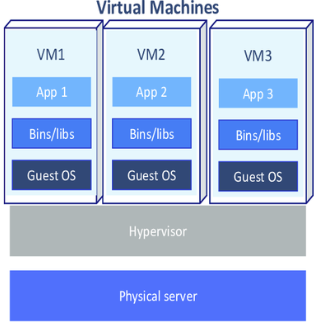 Virtual Machines
VM1 VM2 VM3
App 1 App 2 App 3
Bins/libs Bins/libs Bins/libs
Guest OS Guest OS Guest OS
Hypervisor
Physical server